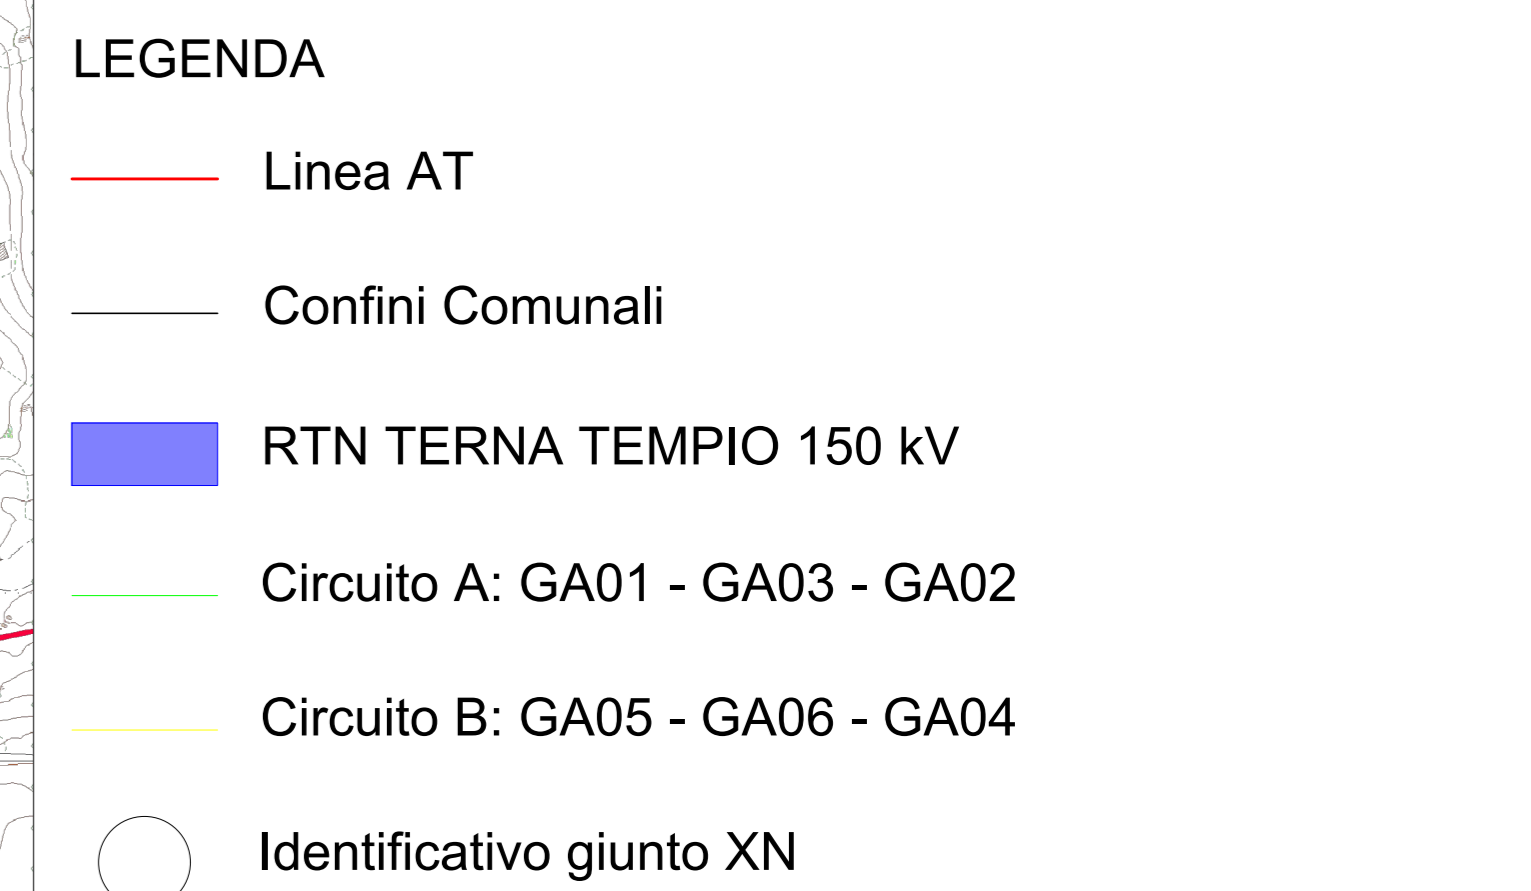 LEGENDA
Linea AT
Confini Comunali
RTN TERNA TEMPIO 150 kV
Circuito A: GA01 - GA03 - GA02
Circuito B: GA05 - GA06 - GA04
Identificativo giunto XN